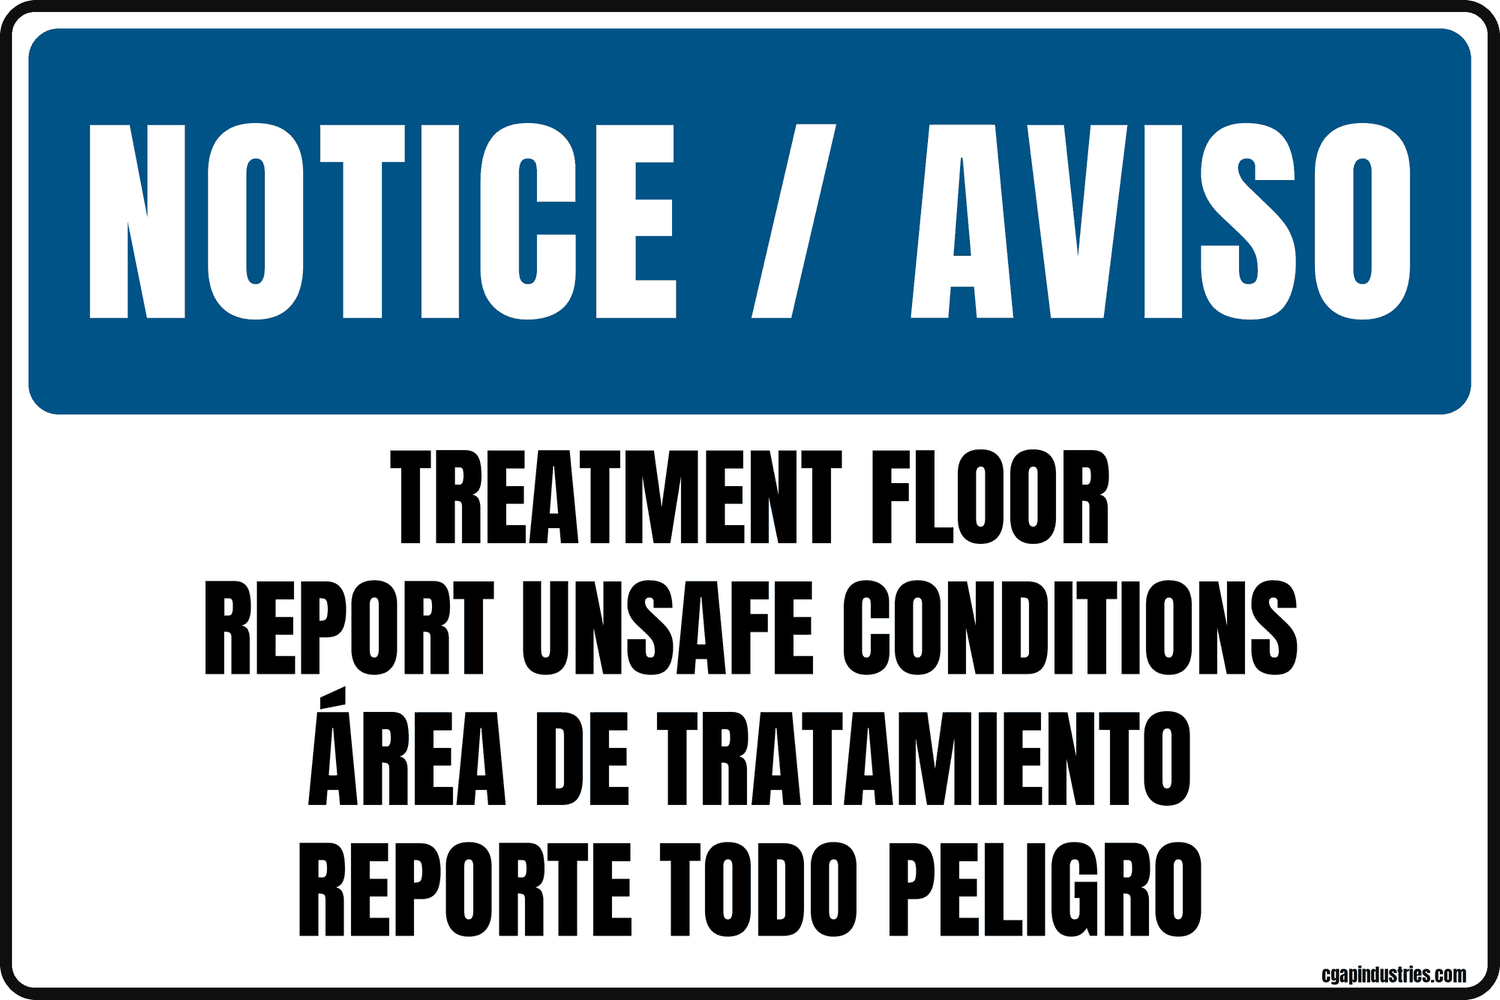 NOTICE / AVISO
TREATMENT FLOOR
REPORT UNSAFE CONDITIONS
ÁREA DE TRATAMIENTO
REPORTE TODO PELIGRO
cgapindustries.com